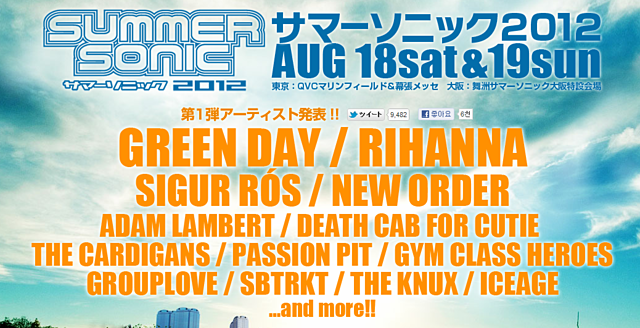 SUMMER
SONIC
サマーソニック 2012
サマーソニック2012
AUG 18sat&19sun
東京：QVCマリンフィールド&幕張メッセ 大阪：舞洲サマーソニック大阪特設会場
第1弾アーティスト発表!! ツイート 9,482 좋아요 6천
GREEN DAY / RIHANNA
SIGUR RÓS / NEW ORDER
ADAM LAMBERT / DEATH CAB FOR CUTIE
THE CARDIGANS / PASSION PIT / GYM CLASS HEROES
GROUPLOVE / SBTRKT / THE KNUX / ICEAGE
...and more!!